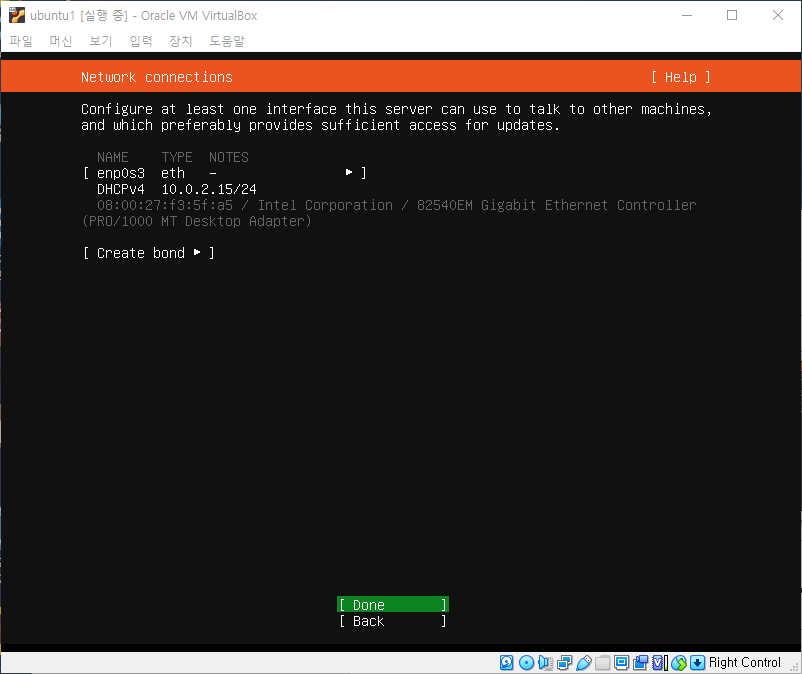 ubuntu1 [실행 중] - Oracle VM VirtualBox
파일 머신 보기 입력 장치 도움말
Network connections [ Help ]
Configure at least one interface this server can use to talk to other machines,
and which preferably provides sufficient access for updates.
NAME TYPE NOTES
[ enp0s3 eth - ▸ ]
DHCPv4 10.0.2.15/24
08:00:27:f3:5f:a5 / Intel Corporation / 82540EM Gigabit Ethernet Controller
(PRO/1000 MT Desktop Adapter)
[ Create bond ▸ ]
[ Done ]
[ Back ]
Right Control